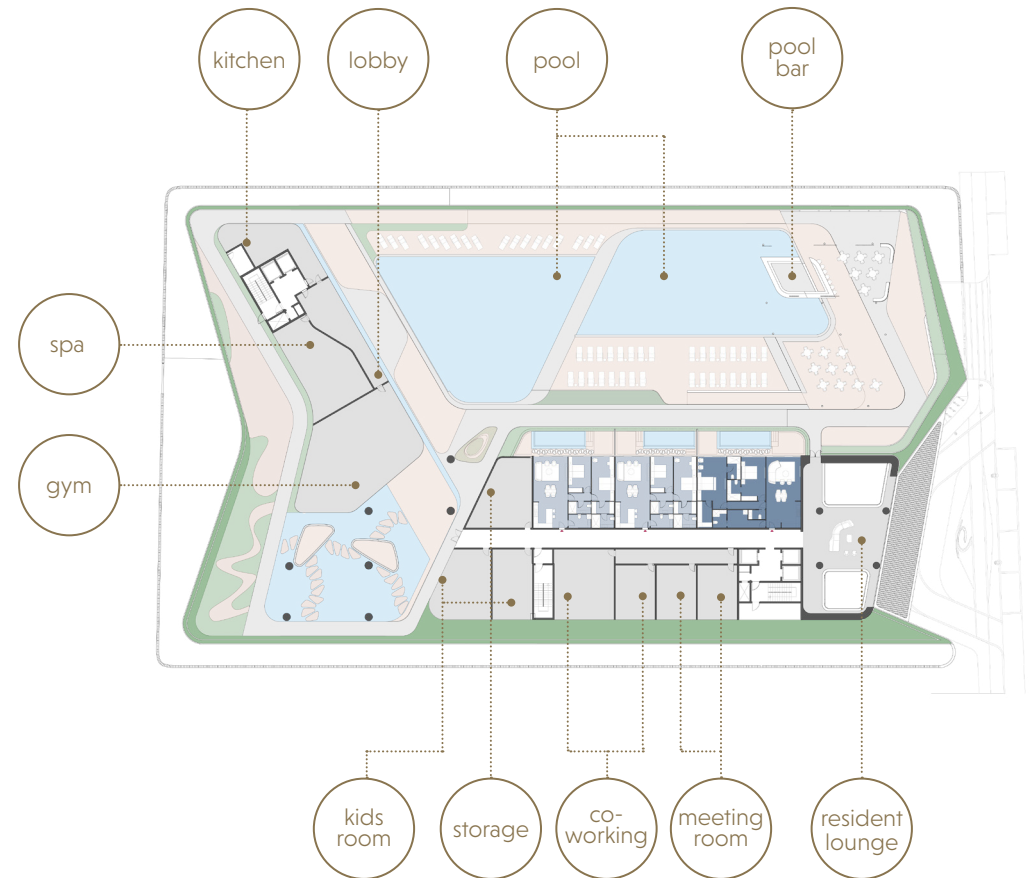 kitchen
lobby
pool
pool
bar
spa
gym
kids
room
storage
co-
working
meeting
room
resident
lounge